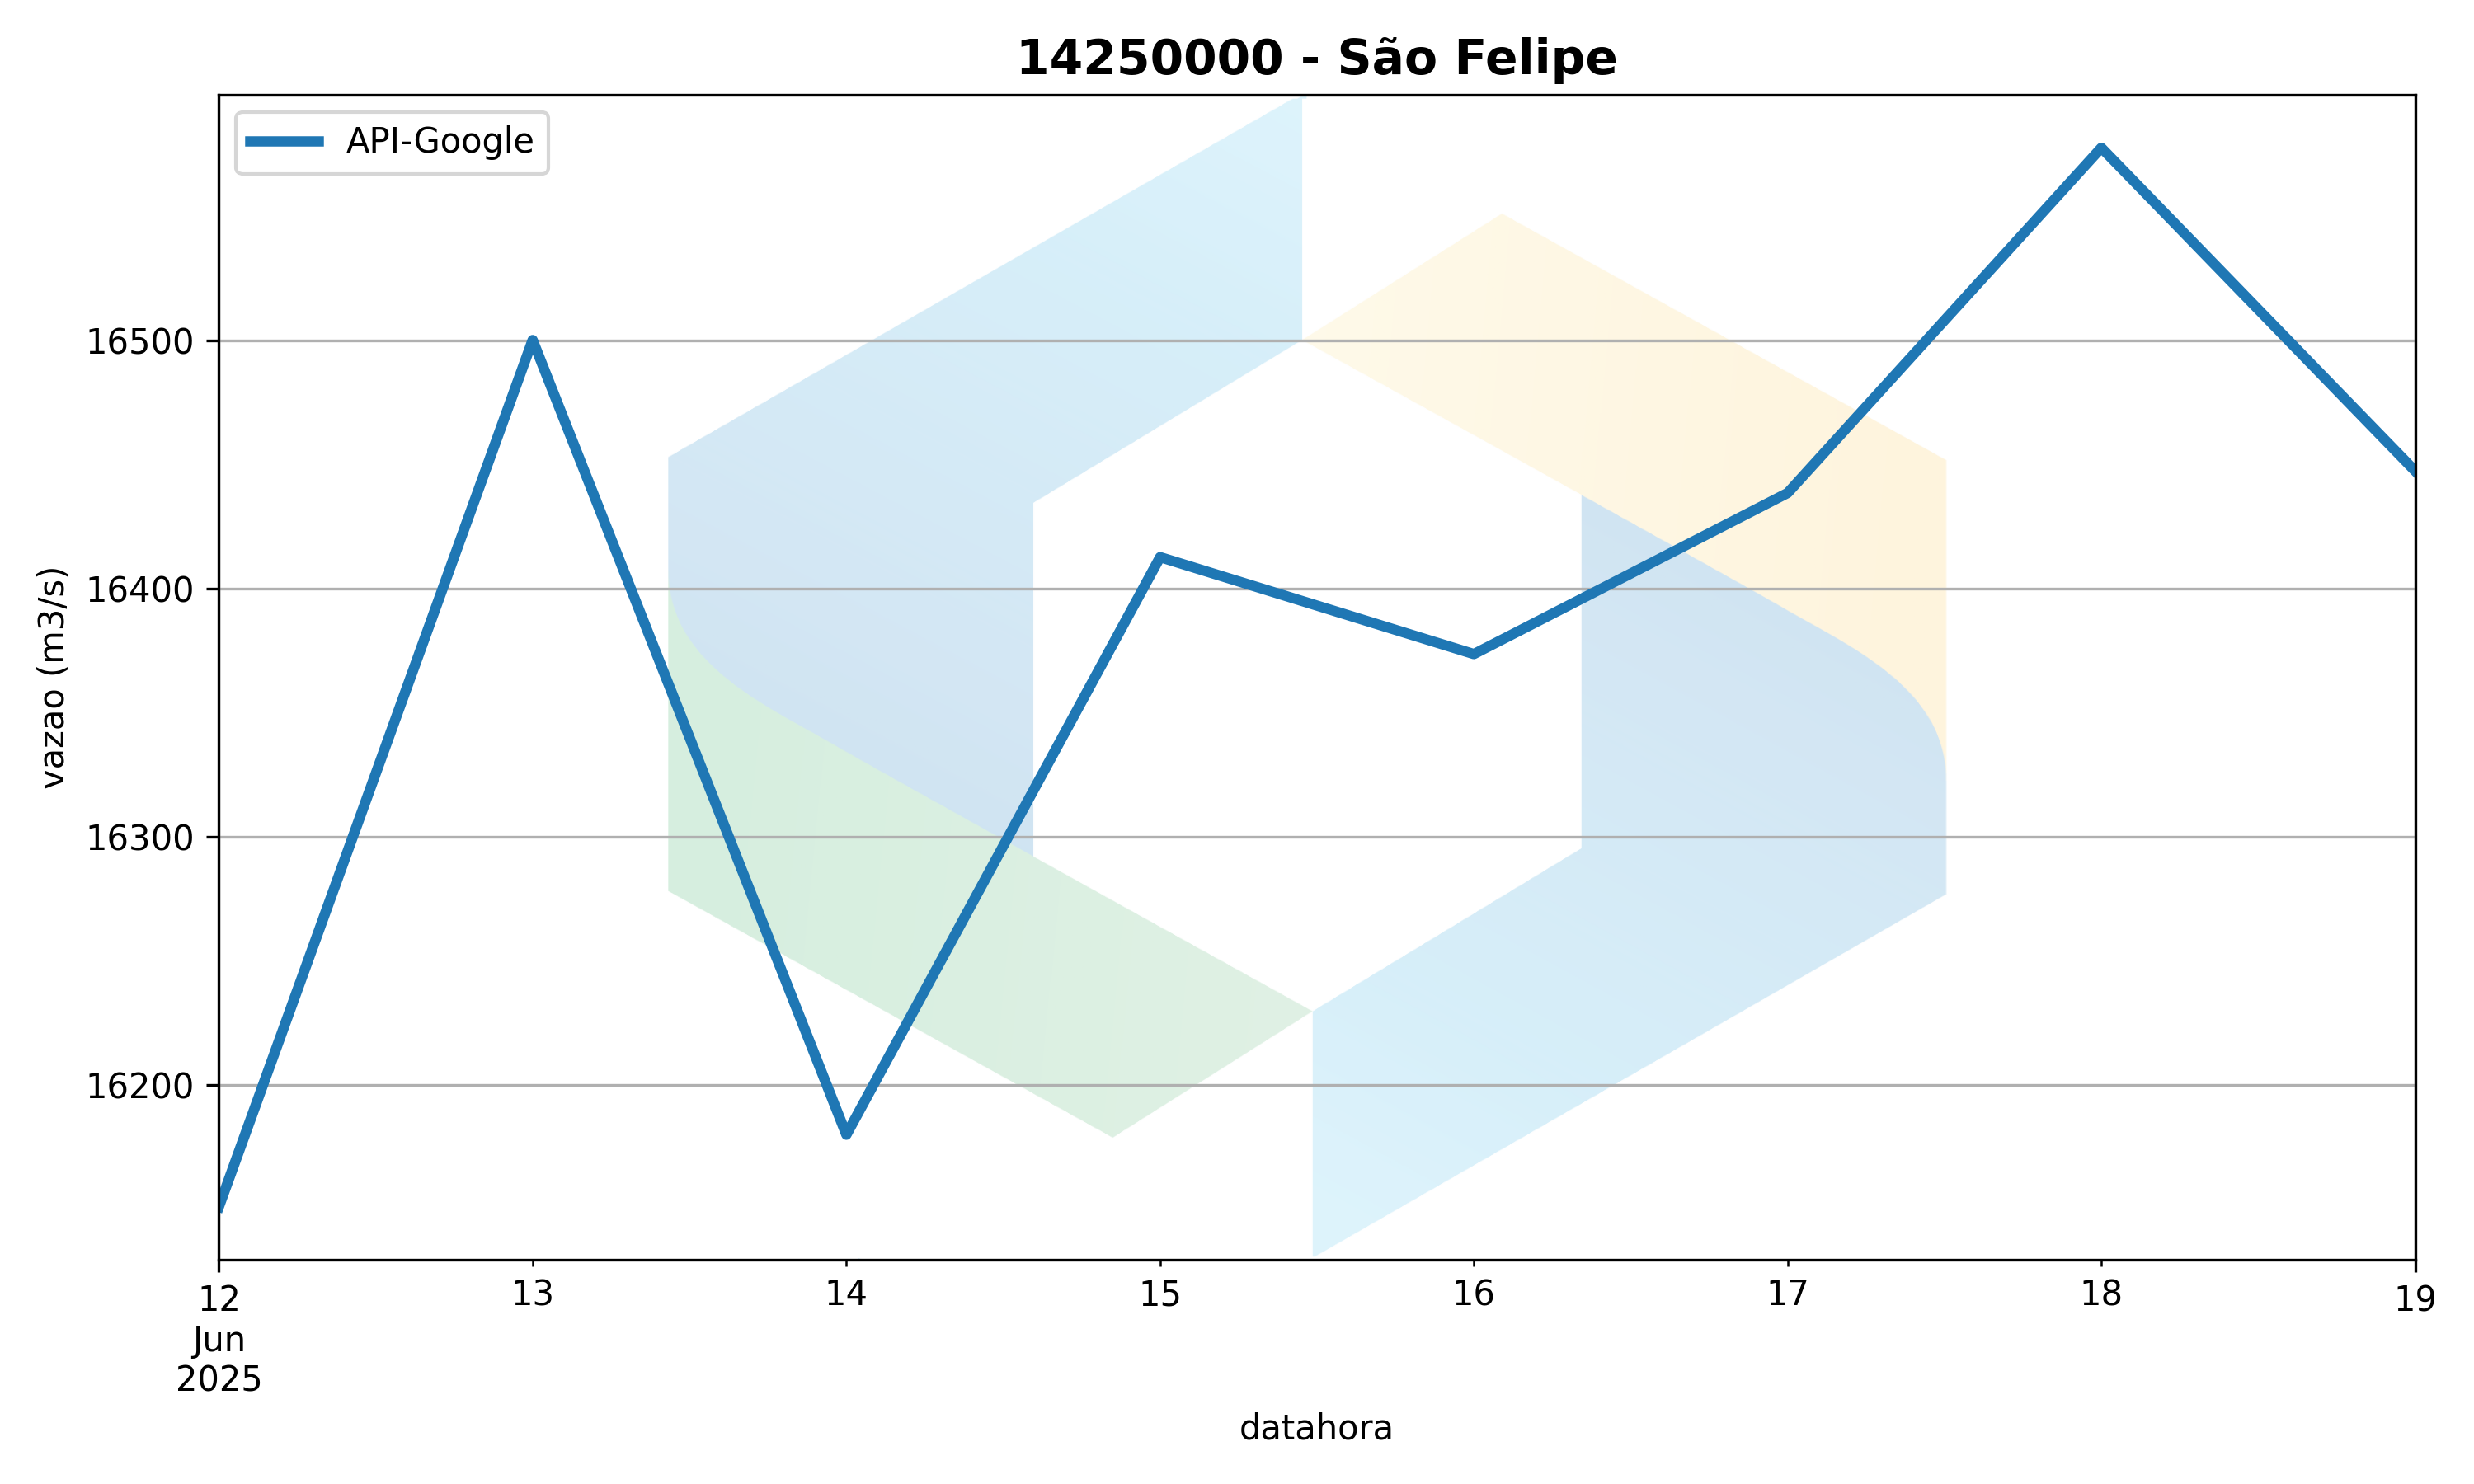 14250000 - São Felipe
API-Google
vazao (m3/s)
16500
16400
16300
16200
12 13 14 15 16 17 18 19
Jun
2025
datahora